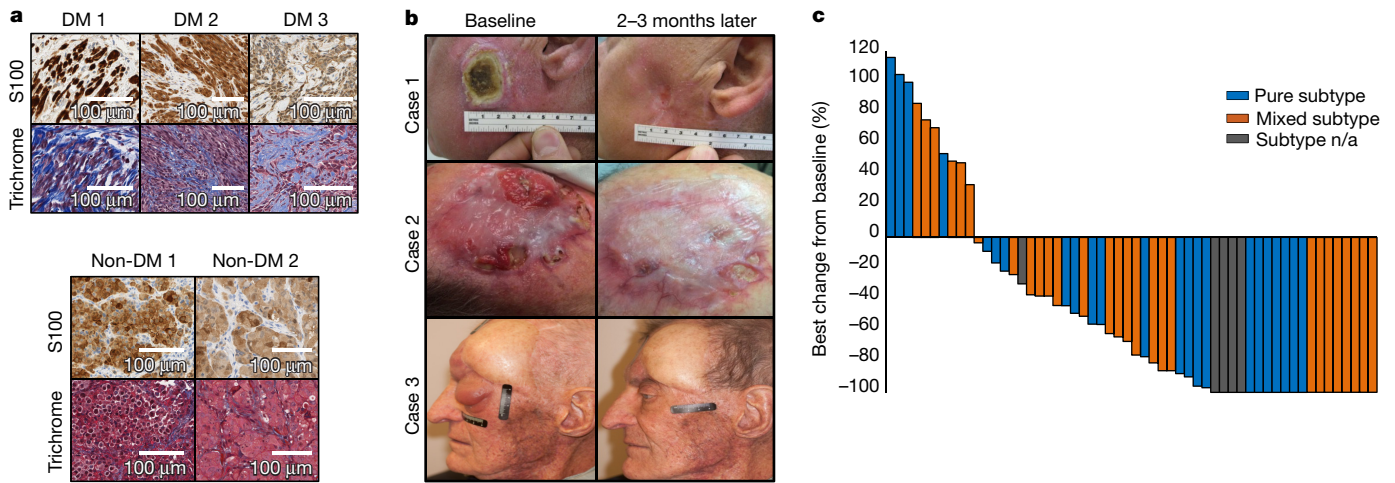 a
DM 1 DM 2 DM 3
S100
100 μm 100 μm 100 μm
Trichrome
100 μm 100 μm 100 μm
Non-DM 1 Non-DM 2
S100
100 μm 100 μm
Trichrome
100 μm 100 μm
b
Baseline 2–3 months later
Case 1
Case 2
Case 3
c
Best change from baseline (%)
120
100
80
60
40
20
0
−20
−40
−60
−80
−100
Pure subtype
Mixed subtype
Subtype n/a